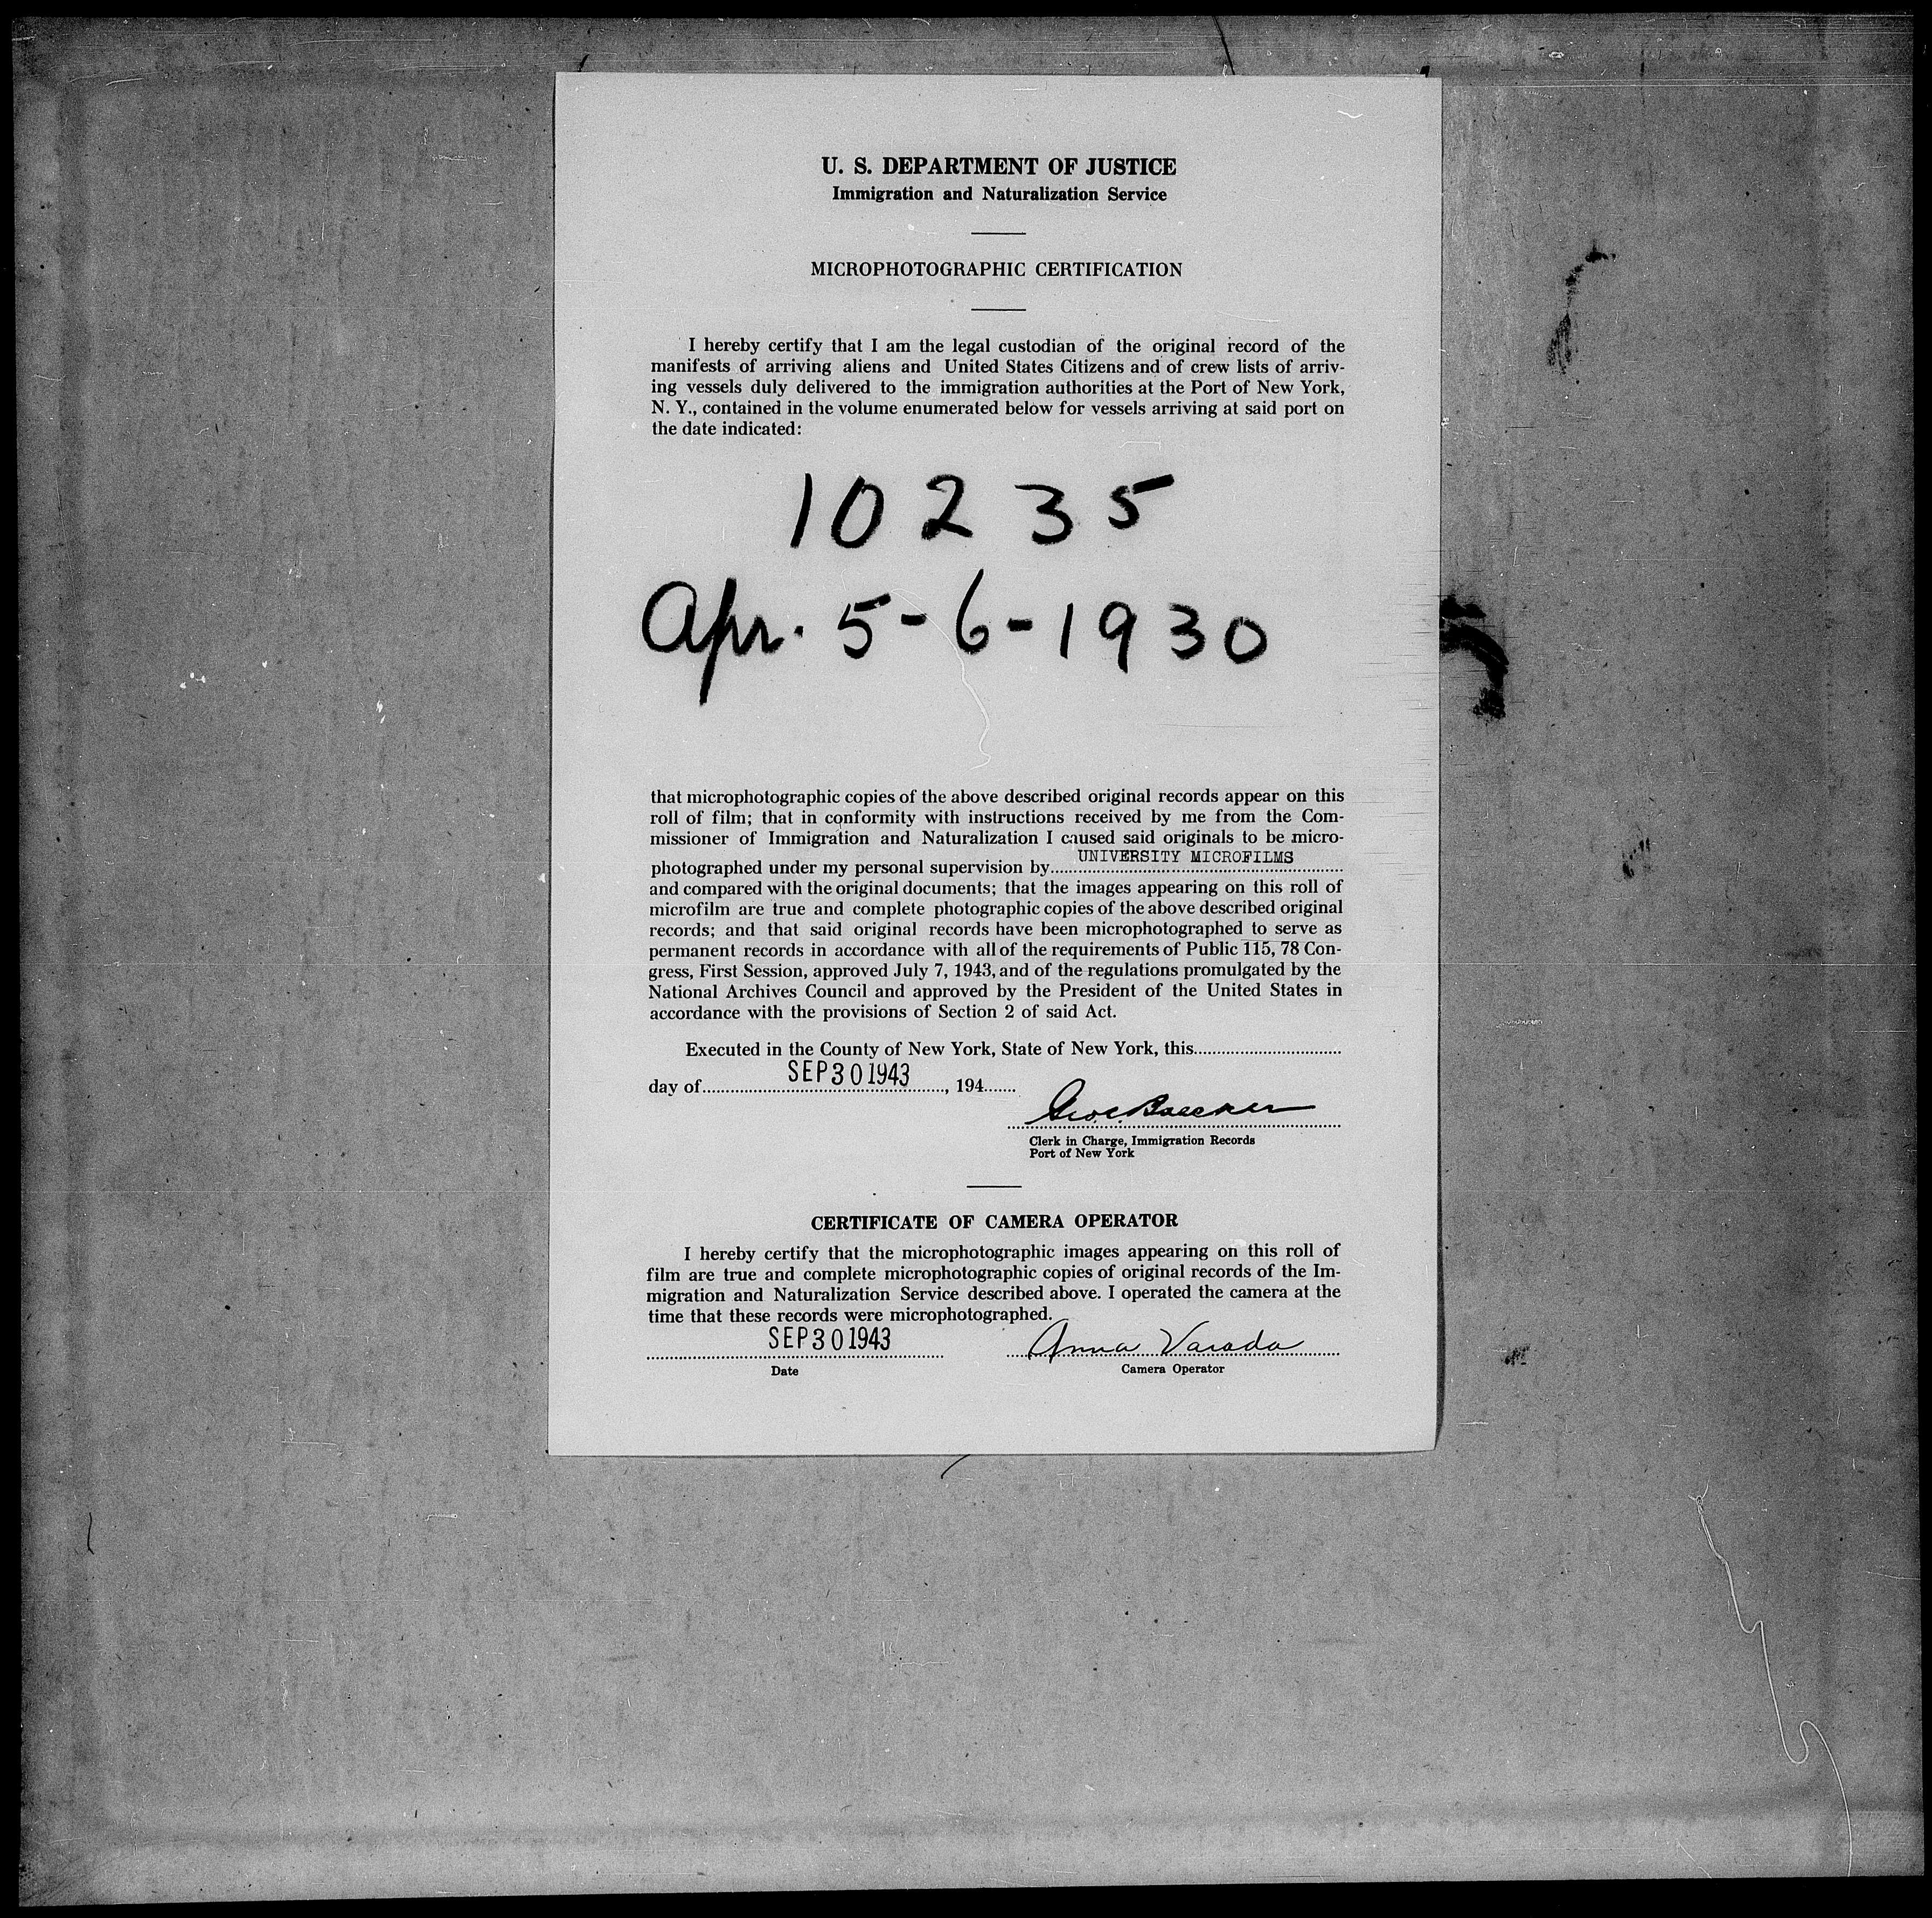 U. S. DEPARTMENT OF JUSTICE
Immigration and Naturalization Service
MICROPHOTOGRAPHIC CERTIFICATION
I hereby certify that I am the legal custodian of the original record of the
manifests of arriving aliens and United States Citizens and of crew lists of arriv-
ing vessels duly delivered to the immigration authorities at the Port of New York,
N. Y., contained in the volume enumerated below for vessels arriving at said port on
the date indicated:
10235
Apr. 5-6-1930
that microphotographic copies of the above described original records appear on this
roll of film; that in conformity with instructions received by me from the Com-
missioner of Immigration and Naturalization I caused said originals to be micro-
photographed under my personal supervision by UNIVERSITY MICROFILMS
and compared with the original documents; that the images appearing on this roll of
microfilm are true and complete photographic copies of the above described original
records; and that said original records have been microphotographed to serve as
permanent records in accordance with all of the requirements of Public 115, 78 Con-
gress, First Session, approved July 7, 1943, and of the regulations promulgated by the
National Archives Council and approved by the President of the United States in
accordance with the provisions of Section 2 of said Act.
Executed in the County of New York, State of New York, this
day of SEP 30 1943, 194
Clerk in Charge, Immigration Records
Port of New York
CERTIFICATE OF CAMERA OPERATOR
I hereby certify that the microphotographic images appearing on this roll of
film are true and complete microphotographic copies of original records of the Im-
migration and Naturalization Service described above. I operated the camera at the
time that these records were microphotographed.
SEP 30 1943 Anna Varada
Date Camera Operator